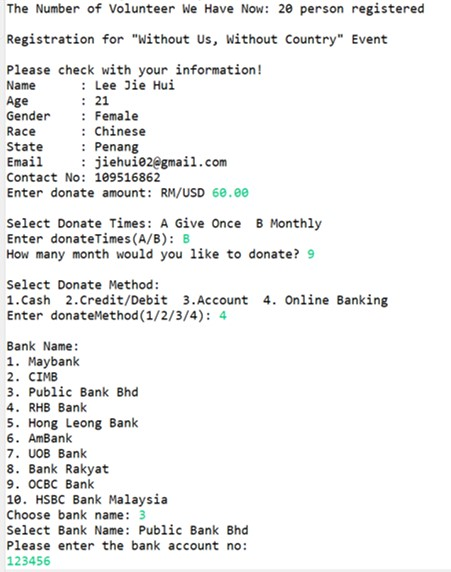 The Number of Volunteer We Have Now: 20 person registered
Registration for "Without Us, Without Country" Event
Please check with your information!
Name : Lee Jie Hui
Age : 21
Gender : Female
Race : Chinese
State : Penang
Email : jiehui02@gmail.com
Contact No: 109516862
Enter donate amount: RM/USD 60.00
Select Donate Times: A Give Once B Monthly
Enter donateTimes(A/B): B
How many month would you like to donate? 9
Select Donate Method:
1.Cash 2.Credit/Debit 3.Account 4. Online Banking
Enter donateMethod(1/2/3/4): 4
Bank Name:
1. Maybank
2. CIMB
3. Public Bank Bhd
4. RHB Bank
5. Hong Leong Bank
6. AmBank
7. UOB Bank
8. Bank Rakyat
9. OCBC Bank
10. HSBC Bank Malaysia
Choose bank name: 3
Select Bank Name: Public Bank Bhd
Please enter the bank account no:
123456